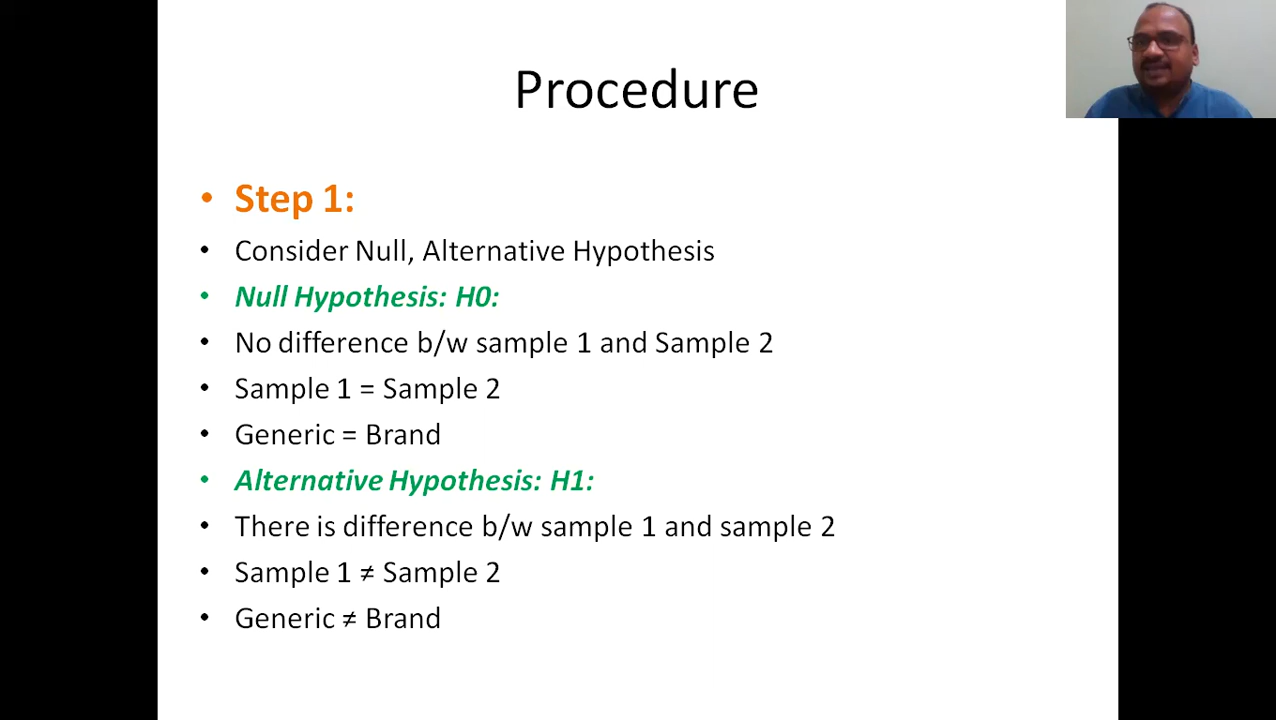 Procedure
• Step 1:
• Consider Null, Alternative Hypothesis
• Null Hypothesis: H0:
• No difference b/w sample 1 and Sample 2
• Sample 1 = Sample 2
• Generic = Brand
• Alternative Hypothesis: H1:
• There is difference b/w sample 1 and sample 2
• Sample 1 ≠ Sample 2
• Generic ≠ Brand